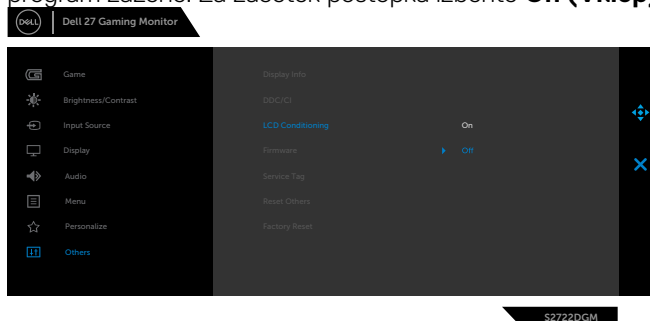 program zažene. Za začetek postopka izberite On (Vklop)
DELL
Dell 27 Gaming Monitor
Game
Display Info
Brightness/Contrast
DDC/CI
Input Source
LCD Conditioning
On
Display
Firmware
Off
Audio
Service Tag
Menu
Reset Others
Personalize
Factory Reset
Others
S2722DGM